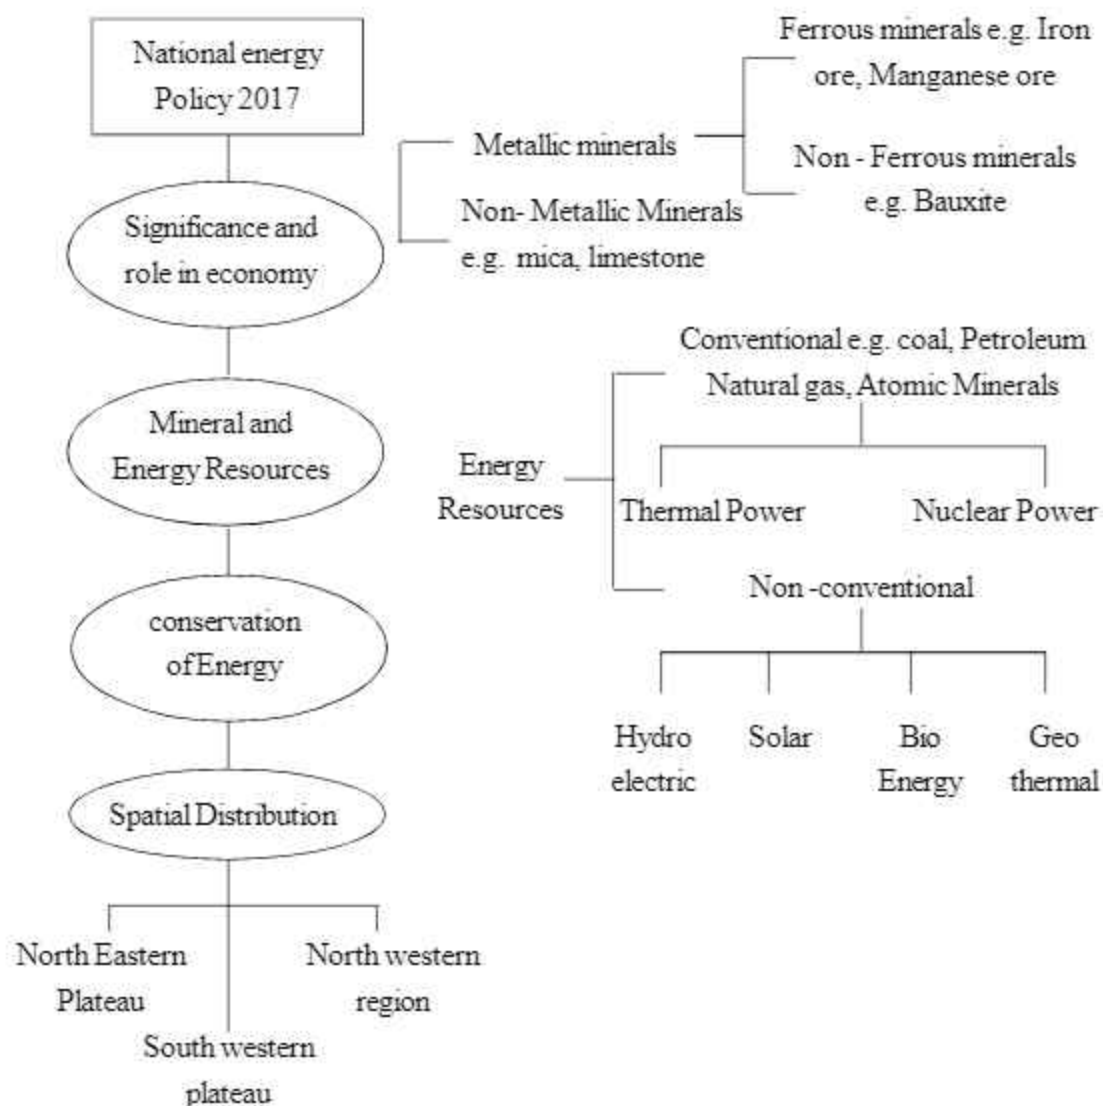 National energy
Policy 2017
Significance and
role in economy
Mineral and
Energy Resources
conservation
of Energy
Spatial Distribution
North Eastern
Plateau
North western
region
South western
plateau
Metallic minerals
Non- Metallic Minerals
e.g. mica, limestone
Ferrous minerals e.g. Iron
ore, Manganese ore
Non - Ferrous minerals
e.g. Bauxite
Energy
Resources
Conventional e.g. coal, Petroleum
Natural gas, Atomic Minerals
Thermal Power
Nuclear Power
Non -conventional
Hydro
electric
Solar
Bio
Energy
Geo
thermal